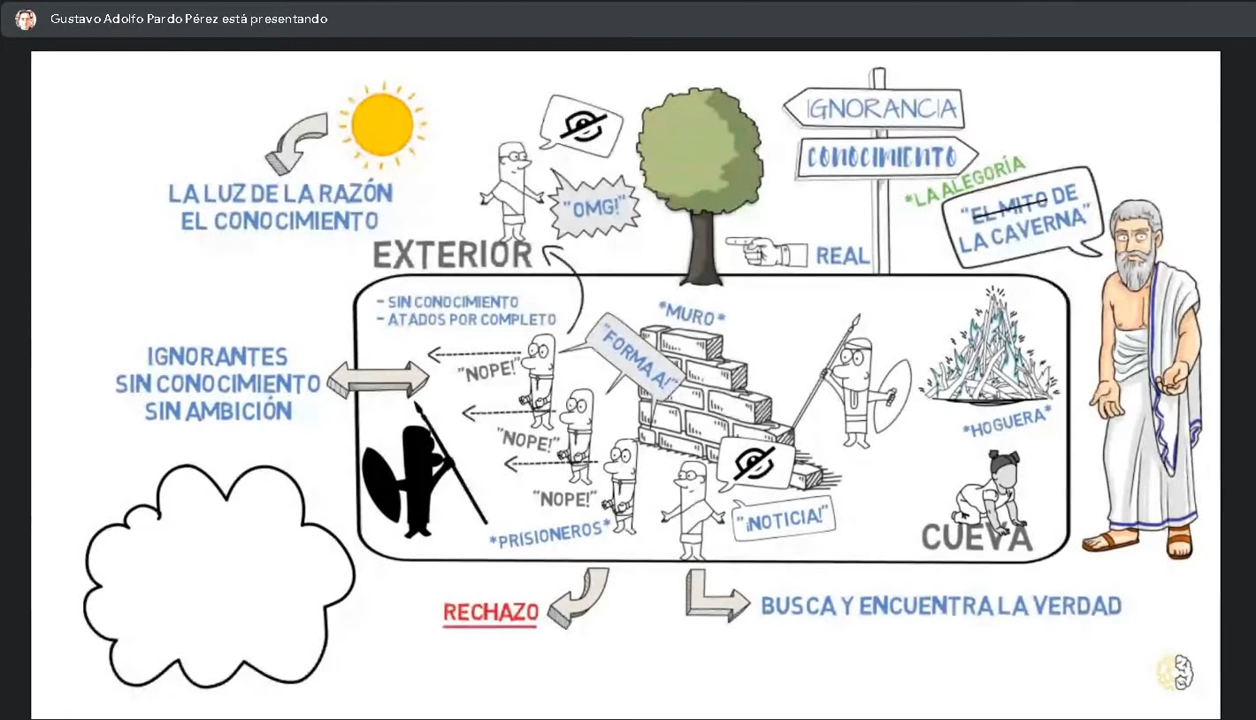 Gustavo Adolfo Pardo Pérez está presentando
IGNORANCIA
CONOCIMIENTO
*LA ALEGORÍA
"EL MITO DE
LA CAVERNA"
LA LUZ DE LA RAZÓN
EL CONOCIMIENTO
"OMG!"
EXTERIOR
REAL
- SIN CONOCIMIENTO
- ATADOS POR COMPLETO
*MURO*
"FORMA A!"
"NOPE!"
IGNORANTES
SIN CONOCIMIENTO
SIN AMBICIÓN
"NOPE!"
"NOPE!"
*HOGUERA*
"¡NOTICIA!"
*PRISIONEROS*
CUEVA
RECHAZO
BUSCA Y ENCUENTRA LA VERDAD